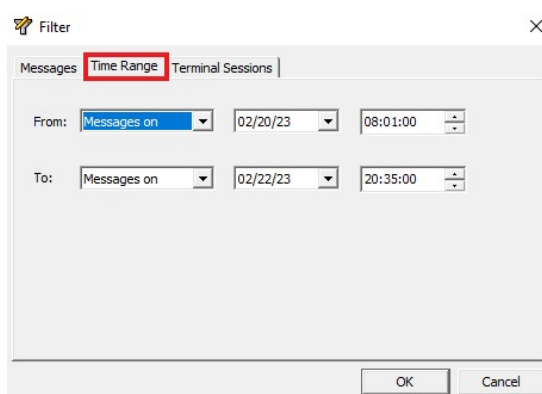 Filter
Messages Time Range Terminal Sessions
From: Messages on 02/20/23 08:01:00
To: Messages on 02/22/23 20:35:00
OK Cancel